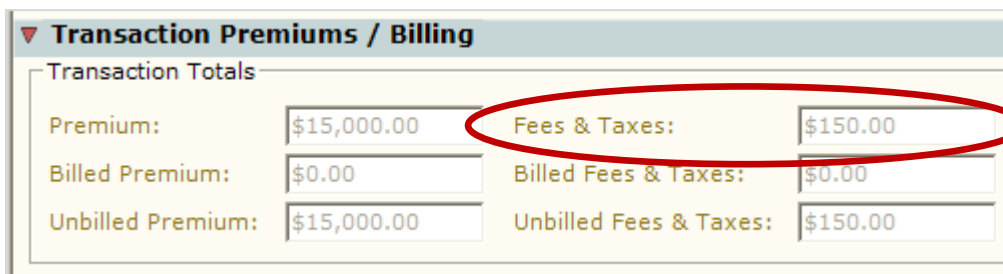 Transaction Premiums / Billing
Transaction Totals
Premium: $15,000.00 Fees & Taxes: $150.00
Billed Premium: $0.00 Billed Fees & Taxes: $0.00
Unbilled Premium: $15,000.00 Unbilled Fees & Taxes: $150.00